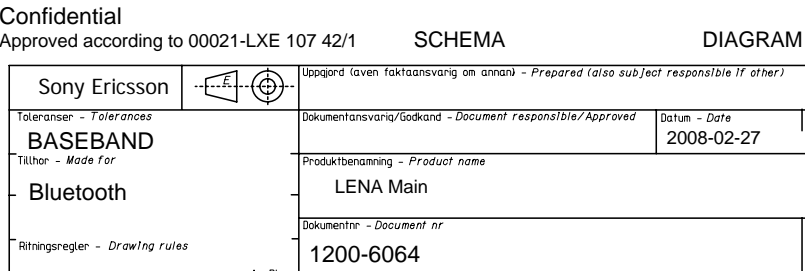 Confidential
Approved according to 00021-LXE 107 42/1 SCHEMA DIAGRAM
Sony Ericsson E Uppgjord (aven faktaansvarig om annan) - Prepared (also subject responsible if other)
Toleranser - Tolerances Dokumentansvarig/Godkand - Document responsible/Approved Datum - Date
BASEBAND 2008-02-27
Tillhor - Made for Produktbenamning - Product name
Bluetooth LENA Main
Dokumentnr - Document nr
Ritningsregler - Drawing rules 1200-6064